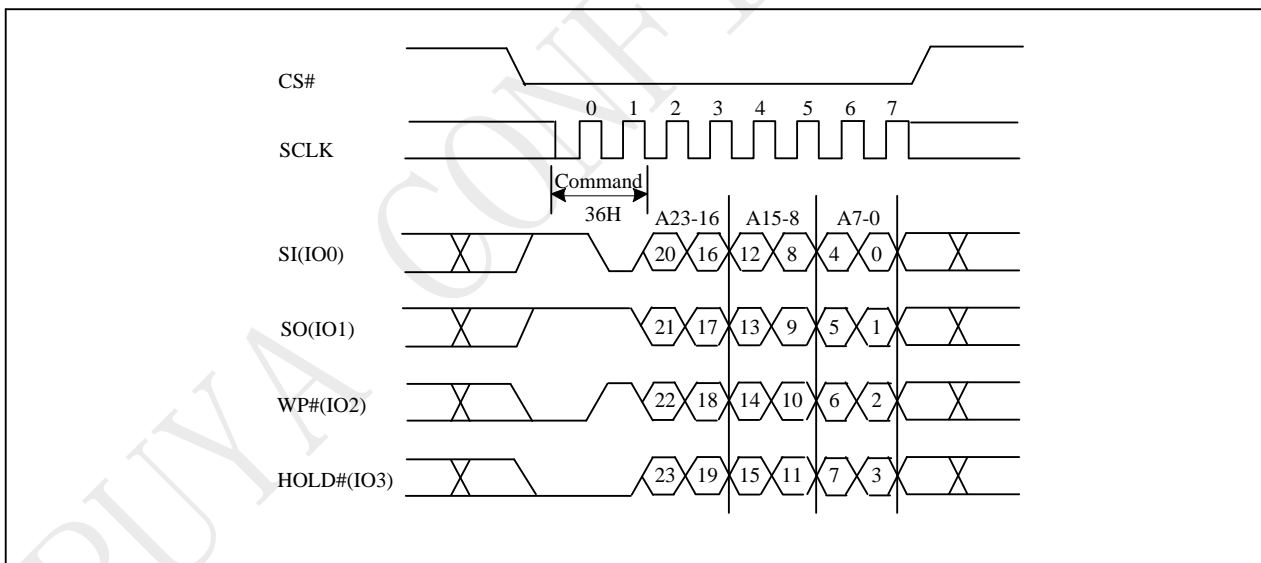 PUYA CONF
CS#
0 1 2 3 4 5 6 7
SCLK
Command
36H
A23-16 A15-8 A7-0
SI(IO0) 20 16 12 8 4 0
SO(IO1) 21 17 13 9 5 1
WP#(IO2) 22 18 14 10 6 2
HOLD#(IO3) 23 19 15 11 7 3